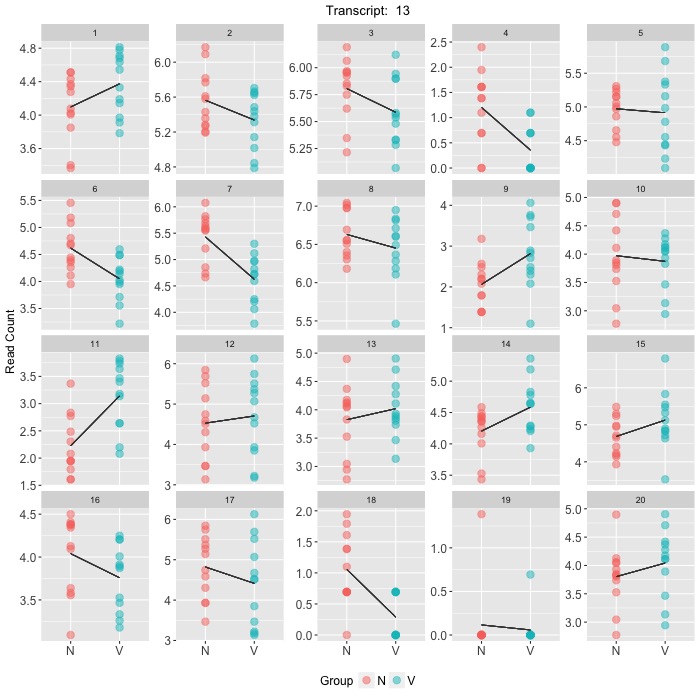 Transcript: 13
1 2 3 4 5
4.8 4.4 4.0 3.6
6.0 5.6 5.2 4.8
6.00 5.75 5.50 5.25
2.5 2.0 1.5 1.0 0.5 0.0
5.5 5.0 4.5
6 7 8 9 10
5.5 5.0 4.5 4.0 3.5
6.0 5.5 5.0 4.5 4.0
7.0 6.5 6.0 5.5
4 3 2 1
5.0 4.5 4.0 3.5 3.0
Read Count
11 12 13 14 15
3.5 3.0 2.5 2.0 1.5
6 5 4 3
5.0 4.5 4.0 3.5 3.0
5.0 4.5 4.0 3.5
6 5 4
16 17 18 19 20
4.5 4.0 3.5
6 5 4 3
2.0 1.5 1.0 0.5 0.0
1.0 0.5 0.0
5.0 4.5 4.0 3.5 3.0
N V N V N V N V N V
Group N V